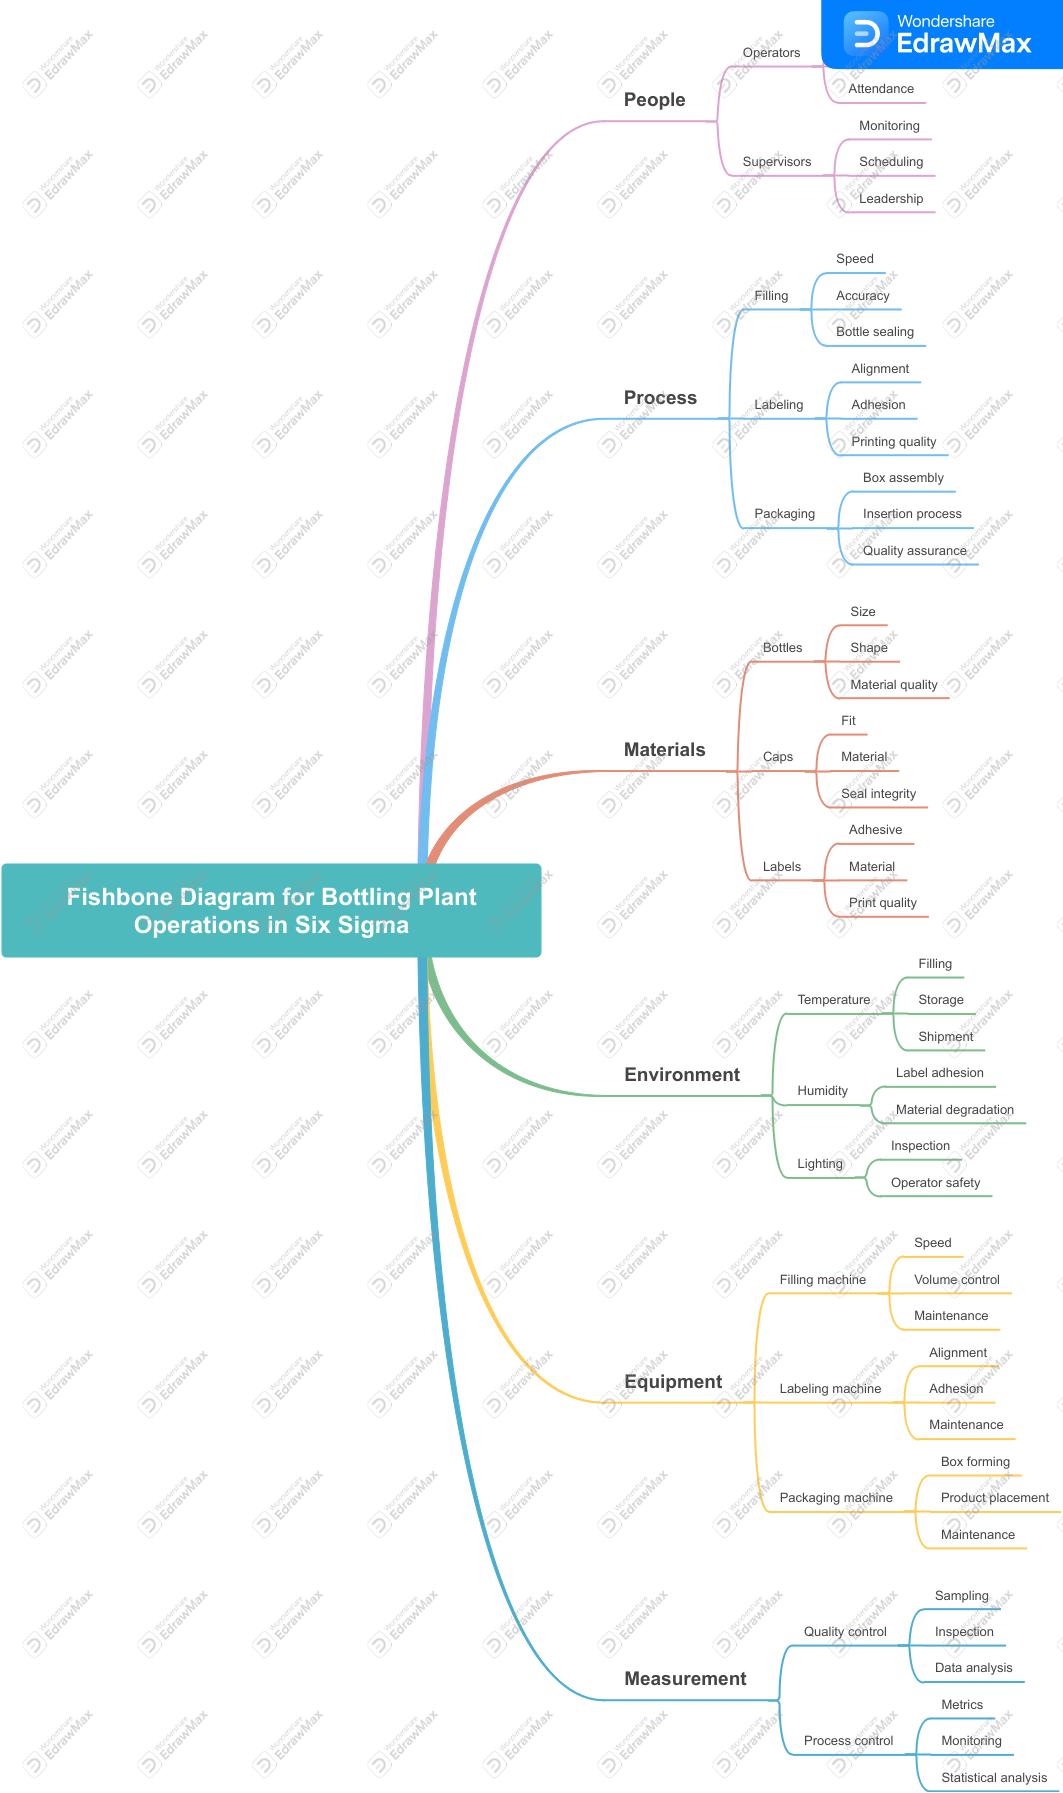 Wondershare
EdrawMax
Operators
People
Attendance
Monitoring
Supervisors
Scheduling
Leadership
Speed
Filling
Accuracy
Bottle sealing
Alignment
Process
Labeling
Adhesion
Printing quality
Box assembly
Packaging
Insertion process
Quality assurance
Size
Bottles
Shape
Material quality
Fit
Materials
Caps
Material
Seal integrity
Adhesive
Labels
Material
Print quality
Fishbone Diagram for Bottling Plant
Operations in Six Sigma
Filling
Temperature
Storage
Shipment
Environment
Label adhesion
Humidity
Material degradation
Inspection
Lighting
Operator safety
Speed
Filling machine
Volume control
Maintenance
Alignment
Equipment
Labeling machine
Adhesion
Maintenance
Box forming
Packaging machine
Product placement
Maintenance
Sampling
Quality control
Inspection
Data analysis
Measurement
Metrics
Process control
Monitoring
Statistical analysis